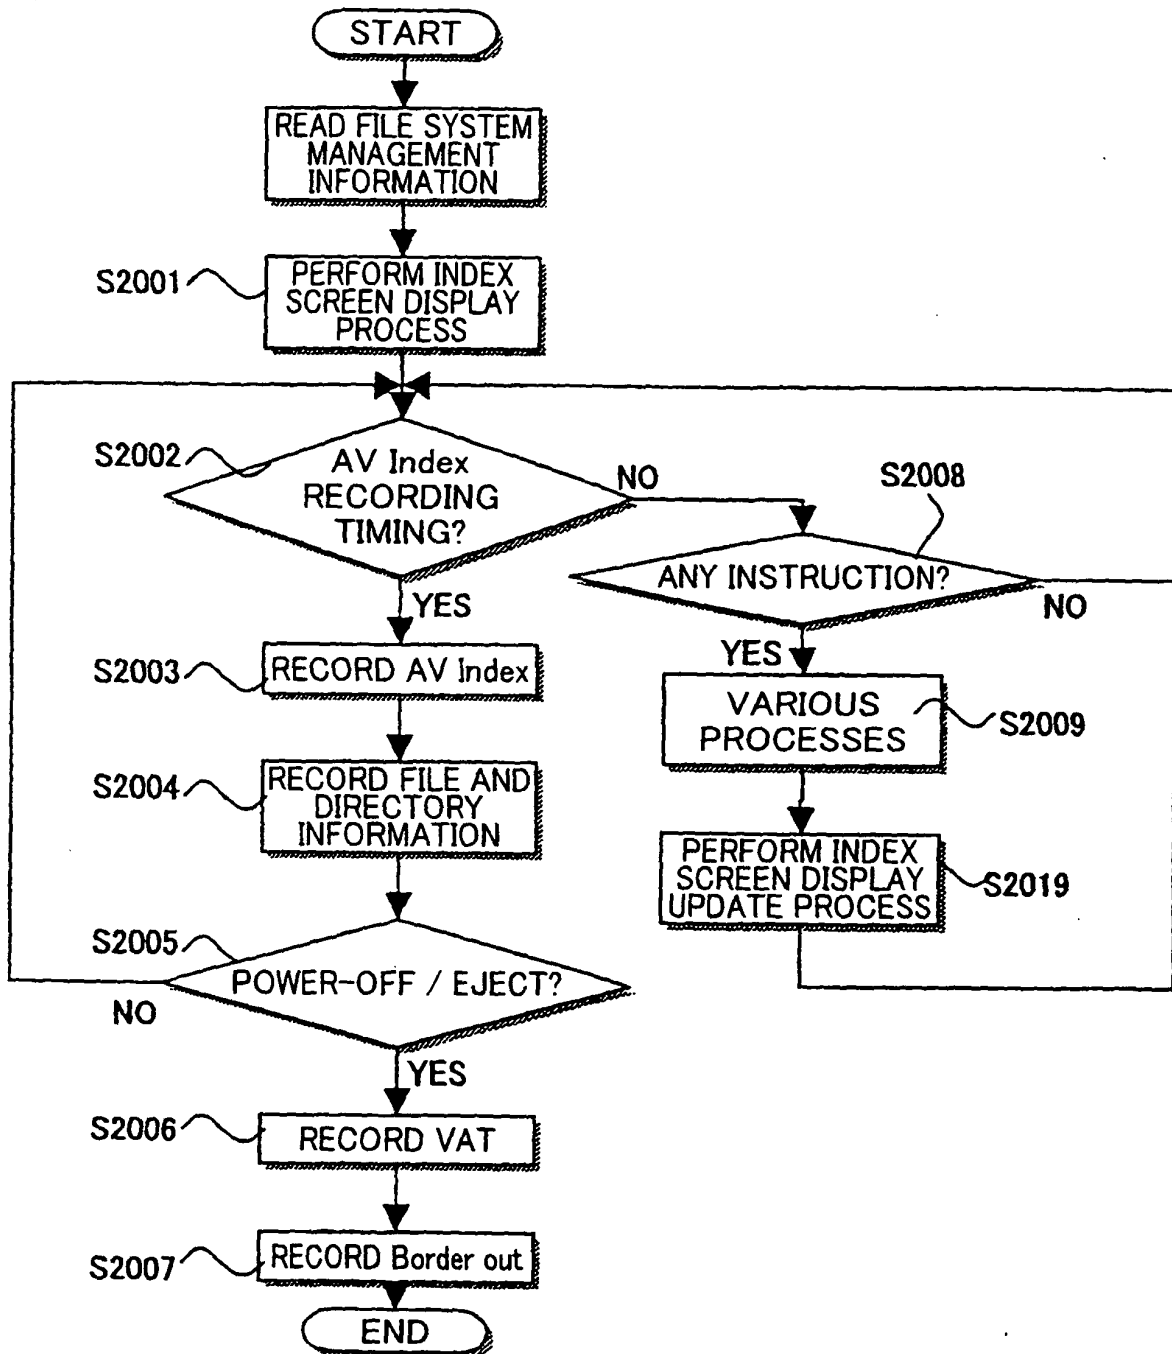 START
READ FILE SYSTEM
MANAGEMENT
INFORMATION
S2001
PERFORM INDEX
SCREEN DISPLAY
PROCESS
S2002
AV Index
RECORDING
TIMING?
NO
S2008
ANY INSTRUCTION?
NO
YES
YES
S2003
RECORD AV Index
VARIOUS
PROCESSES
S2009
S2004
RECORD FILE AND
DIRECTORY
INFORMATION
PERFORM INDEX
SCREEN DISPLAY
UPDATE PROCESS
S2019
S2005
POWER-OFF / EJECT?
NO
YES
S2006
RECORD VAT
S2007
RECORD Border out
END